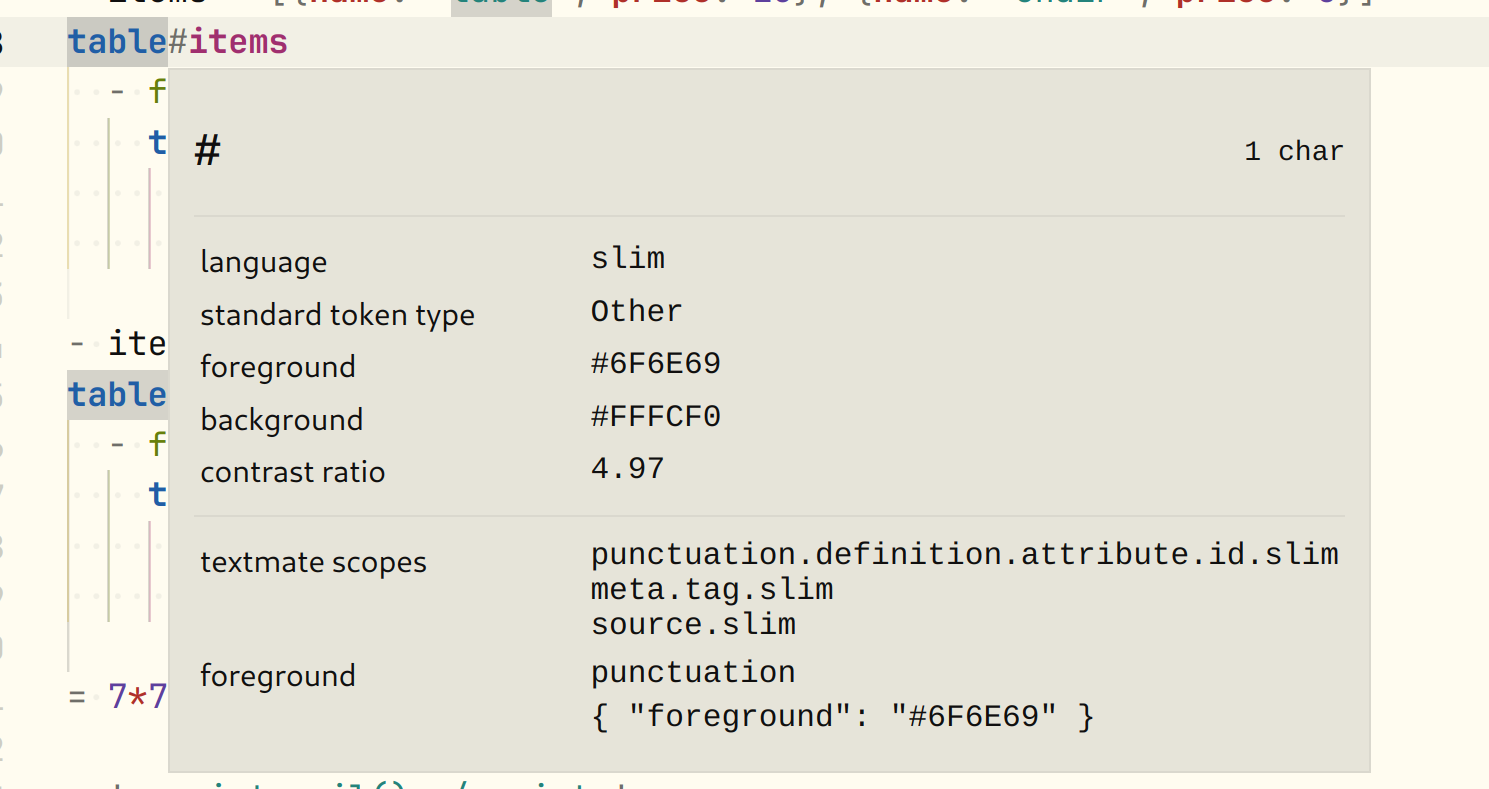 table#items
- f
t
#
1 char
language slim
standard token type Other
foreground #6F6E69
background #FFFCF0
contrast ratio 4.97
textmate scopes punctuation.definition.attribute.id.slim
meta.tag.slim
source.slim
foreground punctuation
{ "foreground": "#6F6E69" }
- ite
table
- f
t
= 7*7